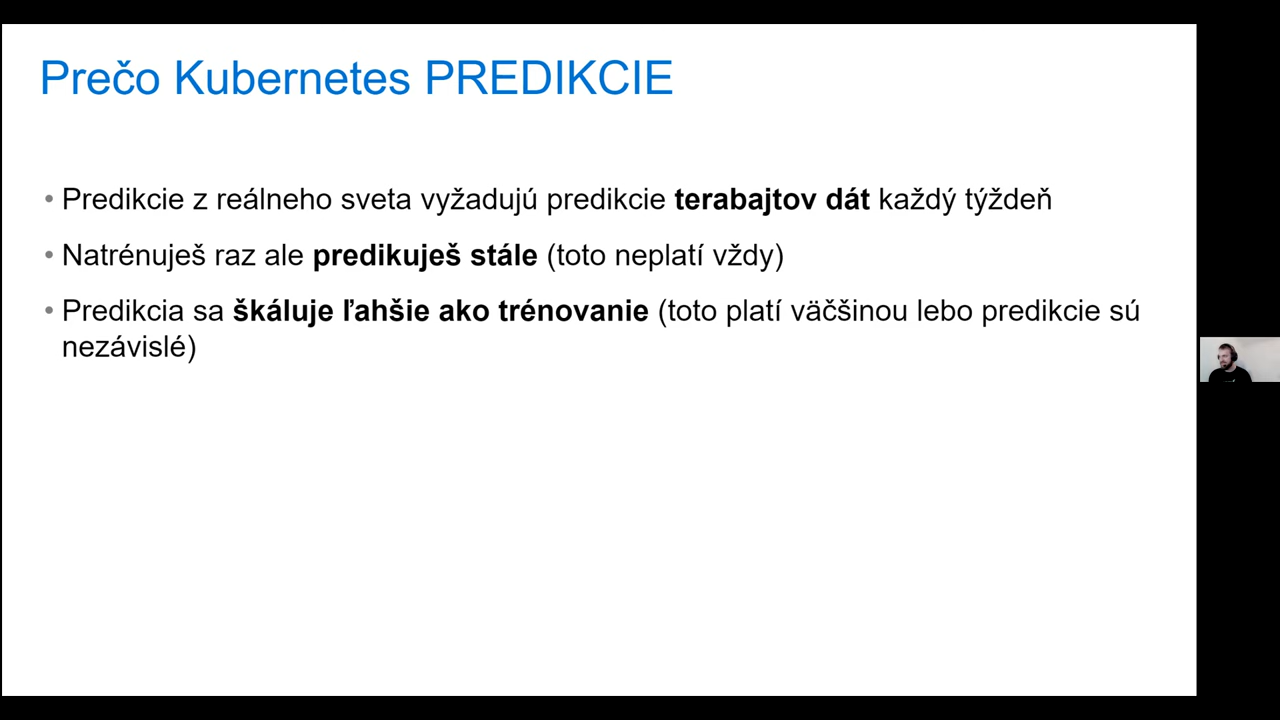 Prečo Kubernetes PREDIKCIE
• Predikcie z reálneho sveta vyžadujú predikcie terabajtov dát každý týždeň
• Natrénuješ raz ale predikuješ stále (toto neplatí vždy)
• Predikcia sa škáluje ľahšie ako trénovanie (toto platí väčšinou lebo predikcie sú
nezávislé)